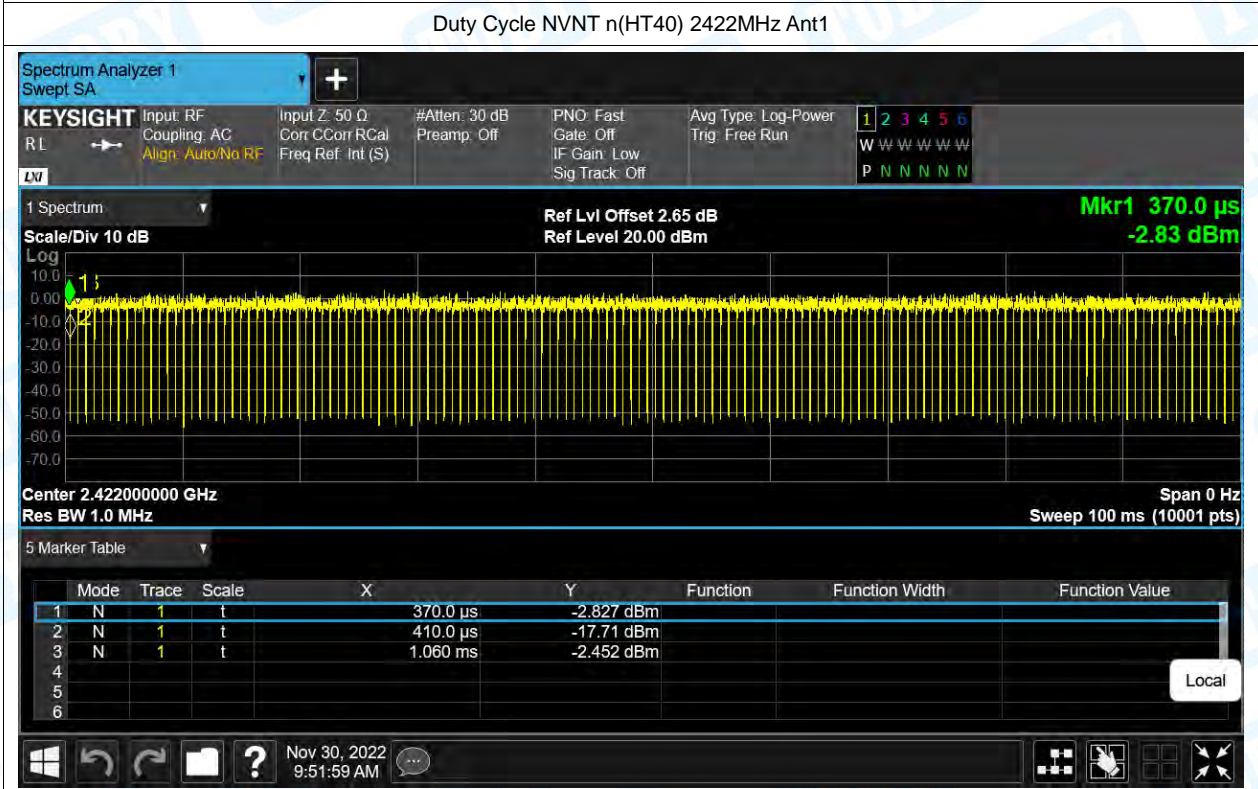 Duty Cycle NVNT n(HT40) 2422MHz Ant1
Spectrum Analyzer 1
Swept SA
+
KEYSIGHT Input: RF Input Z: 50 Ω #Atten: 30 dB PNO: Fast Avg Type: Log-Power 1 2 3 4 5 6
RL Coupling: AC Corr CCorr RCal Preamp: Off Gate: Off Trig: Free Run W W W W W W
Align: Auto/No RF Freq Ref: Int (S) IF Gain: Low P N N N N N
LXI Sig Track: Off
1 Spectrum Ref Lvl Offset 2.65 dB Mkr1 370.0 µs
Scale/Div 10 dB Ref Level 20.00 dBm -2.83 dBm
Log
10.0
0.00
-10.0
-20.0
-30.0
-40.0
-50.0
-60.0
-70.0
Center 2.422000000 GHz Span 0 Hz
Res BW 1.0 MHz Sweep 100 ms (10001 pts)
5 Marker Table
Mode Trace Scale X Y Function Function Width Function Value
1 N 1 t 370.0 µs -2.827 dBm
2 N 1 t 410.0 µs -17.71 dBm
3 N 1 t 1.060 ms -2.452 dBm
4
5
6
Local
? Nov 30, 2022
9:51:59 AM